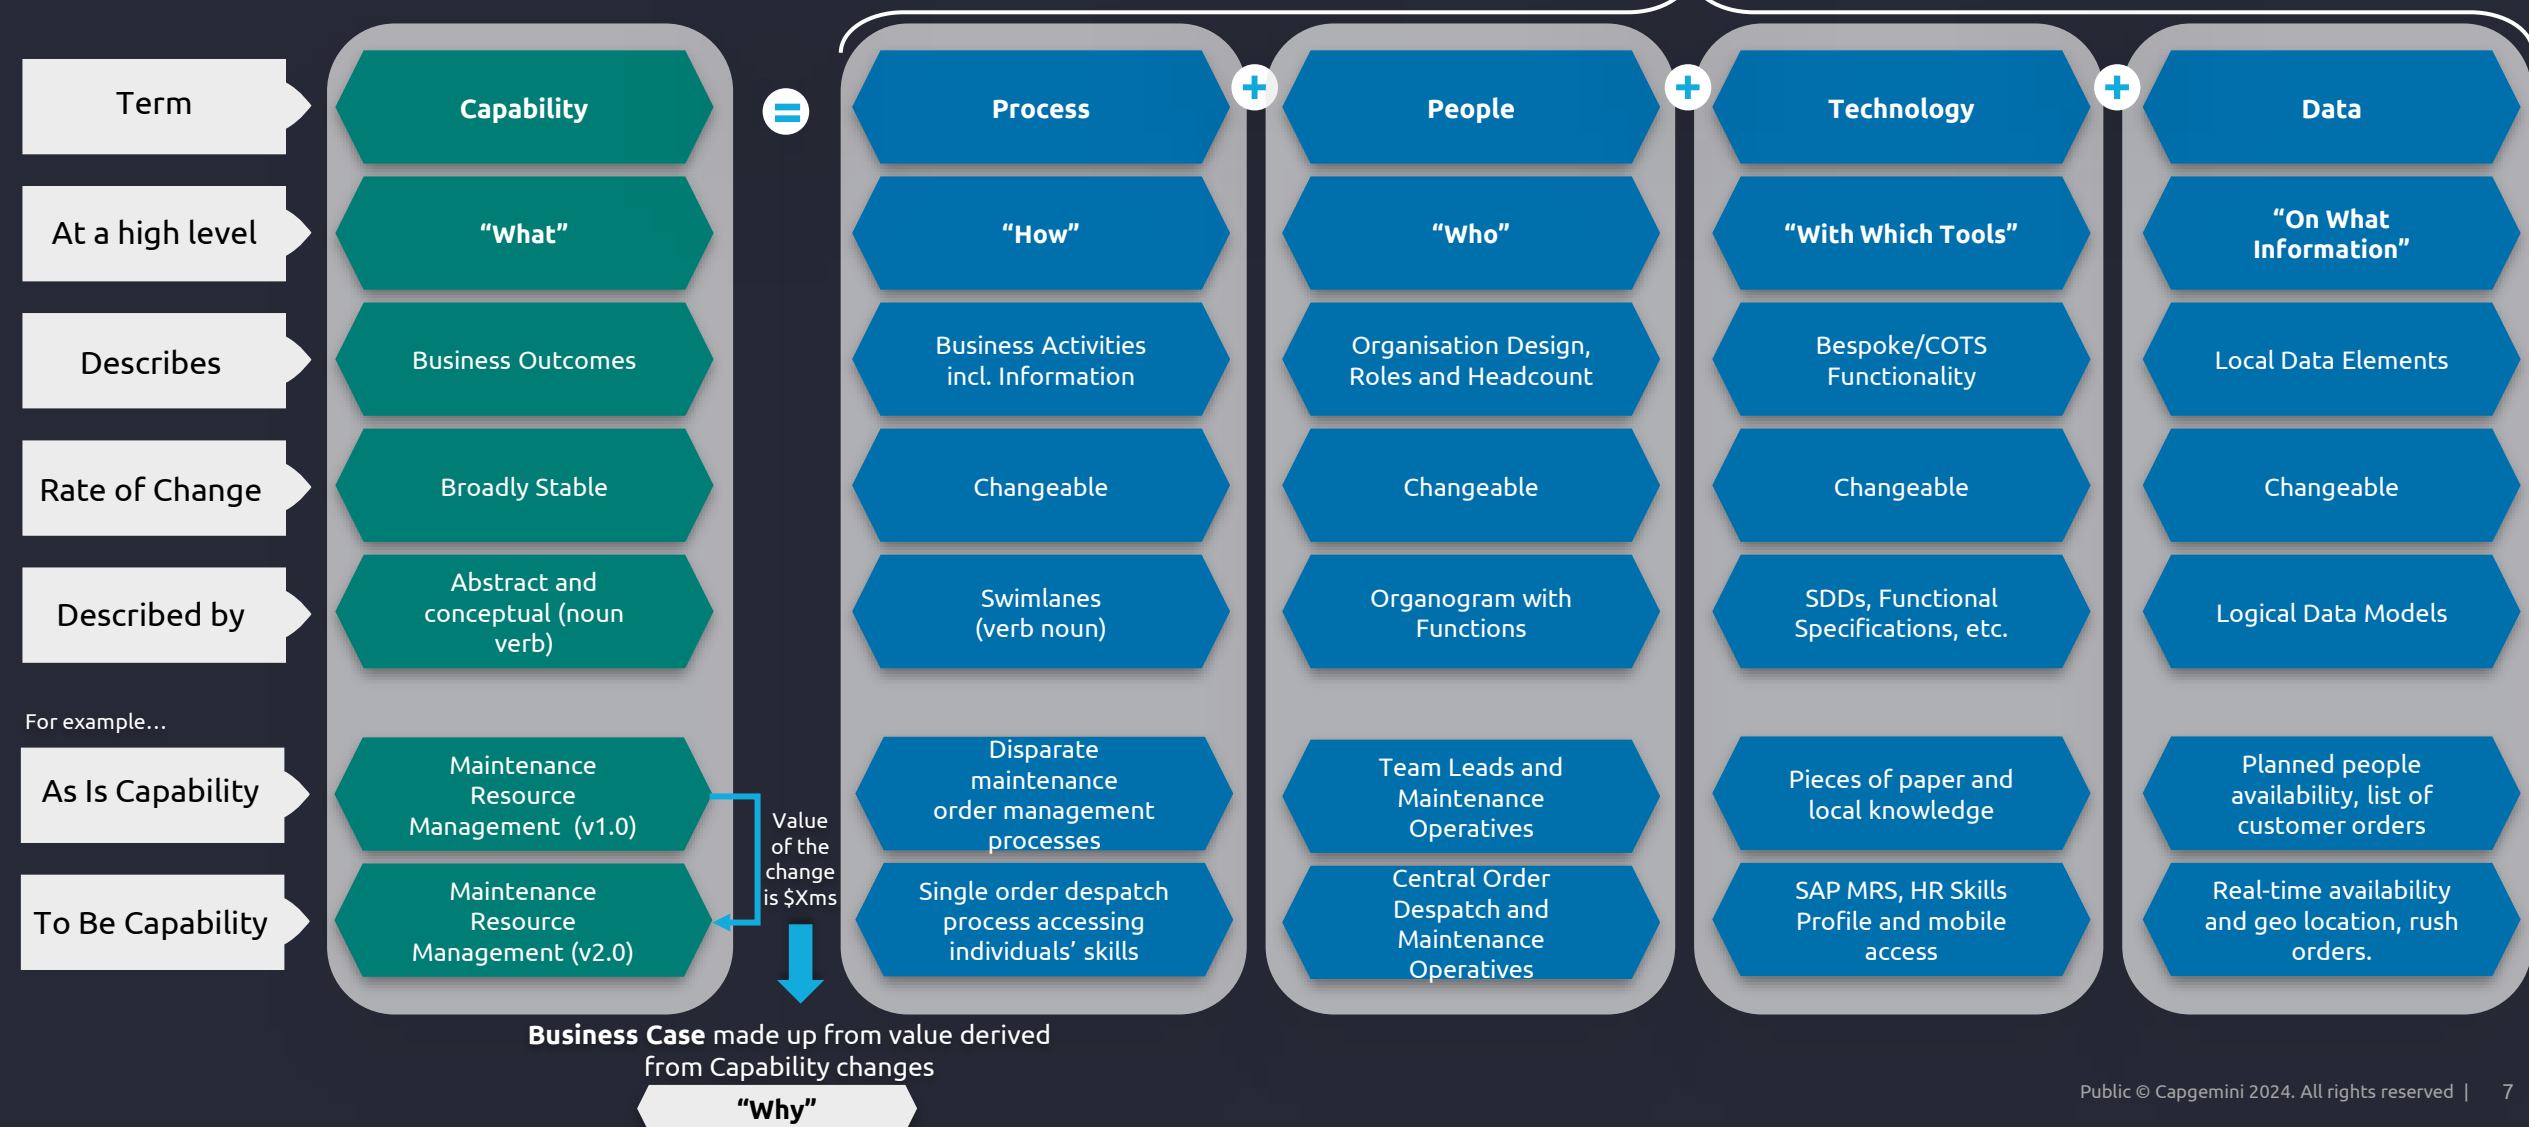 Term
Capability
=
Process
+
People
+
Technology
+
Data
At a high level
“What”
“How”
“Who”
“With Which Tools”
“On What
Information”
Describes
Business Outcomes
Business Activities
incl. Information
Organisation Design,
Roles and Headcount
Bespoke/COTS
Functionality
Local Data Elements
Rate of Change
Broadly Stable
Changeable
Changeable
Changeable
Changeable
Described by
Abstract and
conceptual (noun
verb)
Swimlanes
(verb noun)
Organogram with
Functions
SDDs, Functional
Specifications, etc.
Logical Data Models
For example...
As Is Capability
Maintenance
Resource
Management (v1.0)
Disparate
maintenance
order management
processes
Team Leads and
Maintenance
Operatives
Pieces of paper and
local knowledge
Planned people
availability, list of
customer orders
Value
of the
change
is $Xms
To Be Capability
Maintenance
Resource
Management (v2.0)
Single order despatch
process accessing
individuals’ skills
Central Order
Despatch and
Maintenance
Operatives
SAP MRS, HR Skills
Profile and mobile
access
Real-time availability
and geo location, rush
orders.
Business Case made up from value derived
from Capability changes
“Why”
Public © Capgemini 2024. All rights reserved | 7